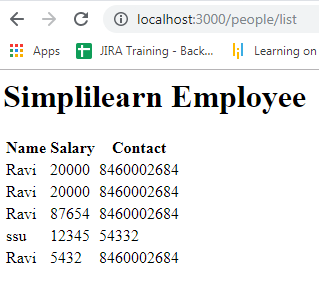 localhost:3000/people/list
JIRA Training - Back... Learning on
Simplilearn Employee
Name Salary Contact
Ravi 20000 8460002684
Ravi 20000 8460002684
Ravi 87654 8460002684
ssu 12345 54332
Ravi 5432 8460002684